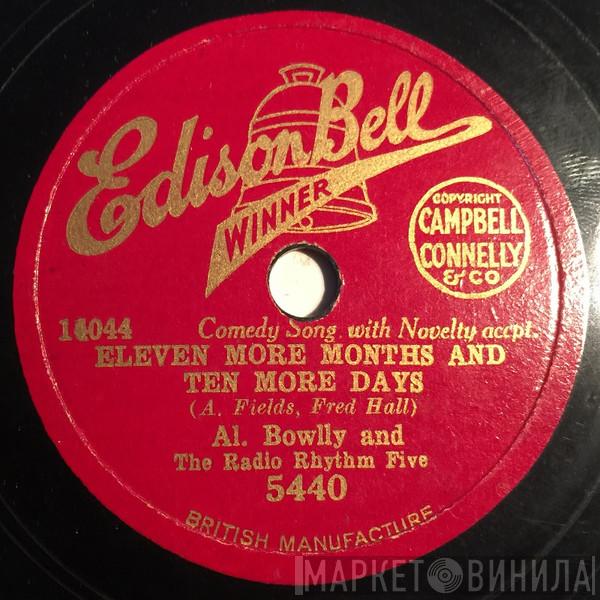 Edison Bell
WINNER
COPYRIGHT
CAMPBELL
CONNELLY
& CO
14044
Comedy Song with Novelty accpt.
ELEVEN MORE MONTHS AND
TEN MORE DAYS
(A. Fields, Fred Hall)
Al. Bowlly and
The Radio Rhythm Five
5440
BRITISH MANUFACTURE
МАРКЕТ ВИНИЛА